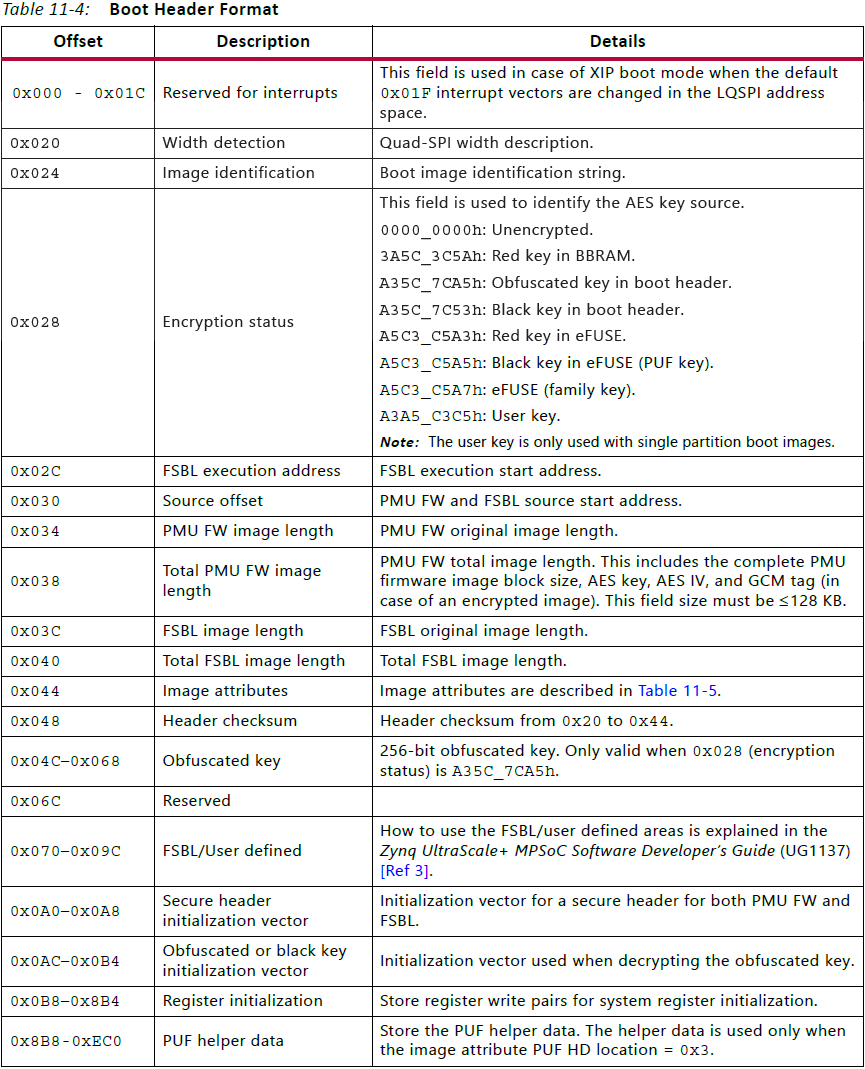 Table 11-4: Boot Header Format
Offset Description Details
0x000 - 0x01C Reserved for interrupts This field is used in case of XIP boot mode when the default
0x01F interrupt vectors are changed in the LQSPI address
space.
0x020 Width detection Quad-SPI width description.
0x024 Image identification Boot image identification string.
0x028 Encryption status This field is used to identify the AES key source.
0000_0000h: Unencrypted.
3A5C_3C5Ah: Red key in BBRAM.
A35C_7CA5h: Obfuscated key in boot header.
A35C_7C53h: Black key in boot header.
A5C3_C5A3h: Red key in eFUSE.
A5C3_C5A5h: Black key in eFUSE (PUF key).
A5C3_C5A7h: eFUSE (family key).
A3A5_C3C5h: User key.
Note: The user key is only used with single partition boot images.
0x02C FSBL execution address FSBL execution start address.
0x030 Source offset PMU FW and FSBL source start address.
0x034 PMU FW image length PMU FW original image length.
0x038 Total PMU FW image
length
PMU FW total image length. This includes the complete PMU
firmware image block size, AES key, AES IV, and GCM tag (in
case of an encrypted image). This field size must be ≤128 KB.
0x03C FSBL image length FSBL original image length.
0x040 Total FSBL image length Total FSBL image length.
0x044 Image attributes Image attributes are described in Table 11-5.
0x048 Header checksum Header checksum from 0x20 to 0x44.
0x04C–0x068 Obfuscated key 256-bit obfuscated key. Only valid when 0x028 (encryption
status) is A35C_7CA5h.
0x06C Reserved
0x070–0x09C FSBL/User defined How to use the FSBL/user defined areas is explained in the
Zynq UltraScale+ MPSoC Software Developer's Guide (UG1137)
[Ref 3].
0x0A0–0x0A8 Secure header
initialization vector
Initialization vector for a secure header for both PMU FW and
FSBL.
0x0AC–0x0B4 Obfuscated or black key
initialization vector
Initialization vector used when decrypting the obfuscated key.
0x0B8–0x8B4 Register initialization Store register write pairs for system register initialization.
0x8B8-0xEC0 PUF helper data Store the PUF helper data. The helper data is used only when
the image attribute PUF HD location = 0x3.